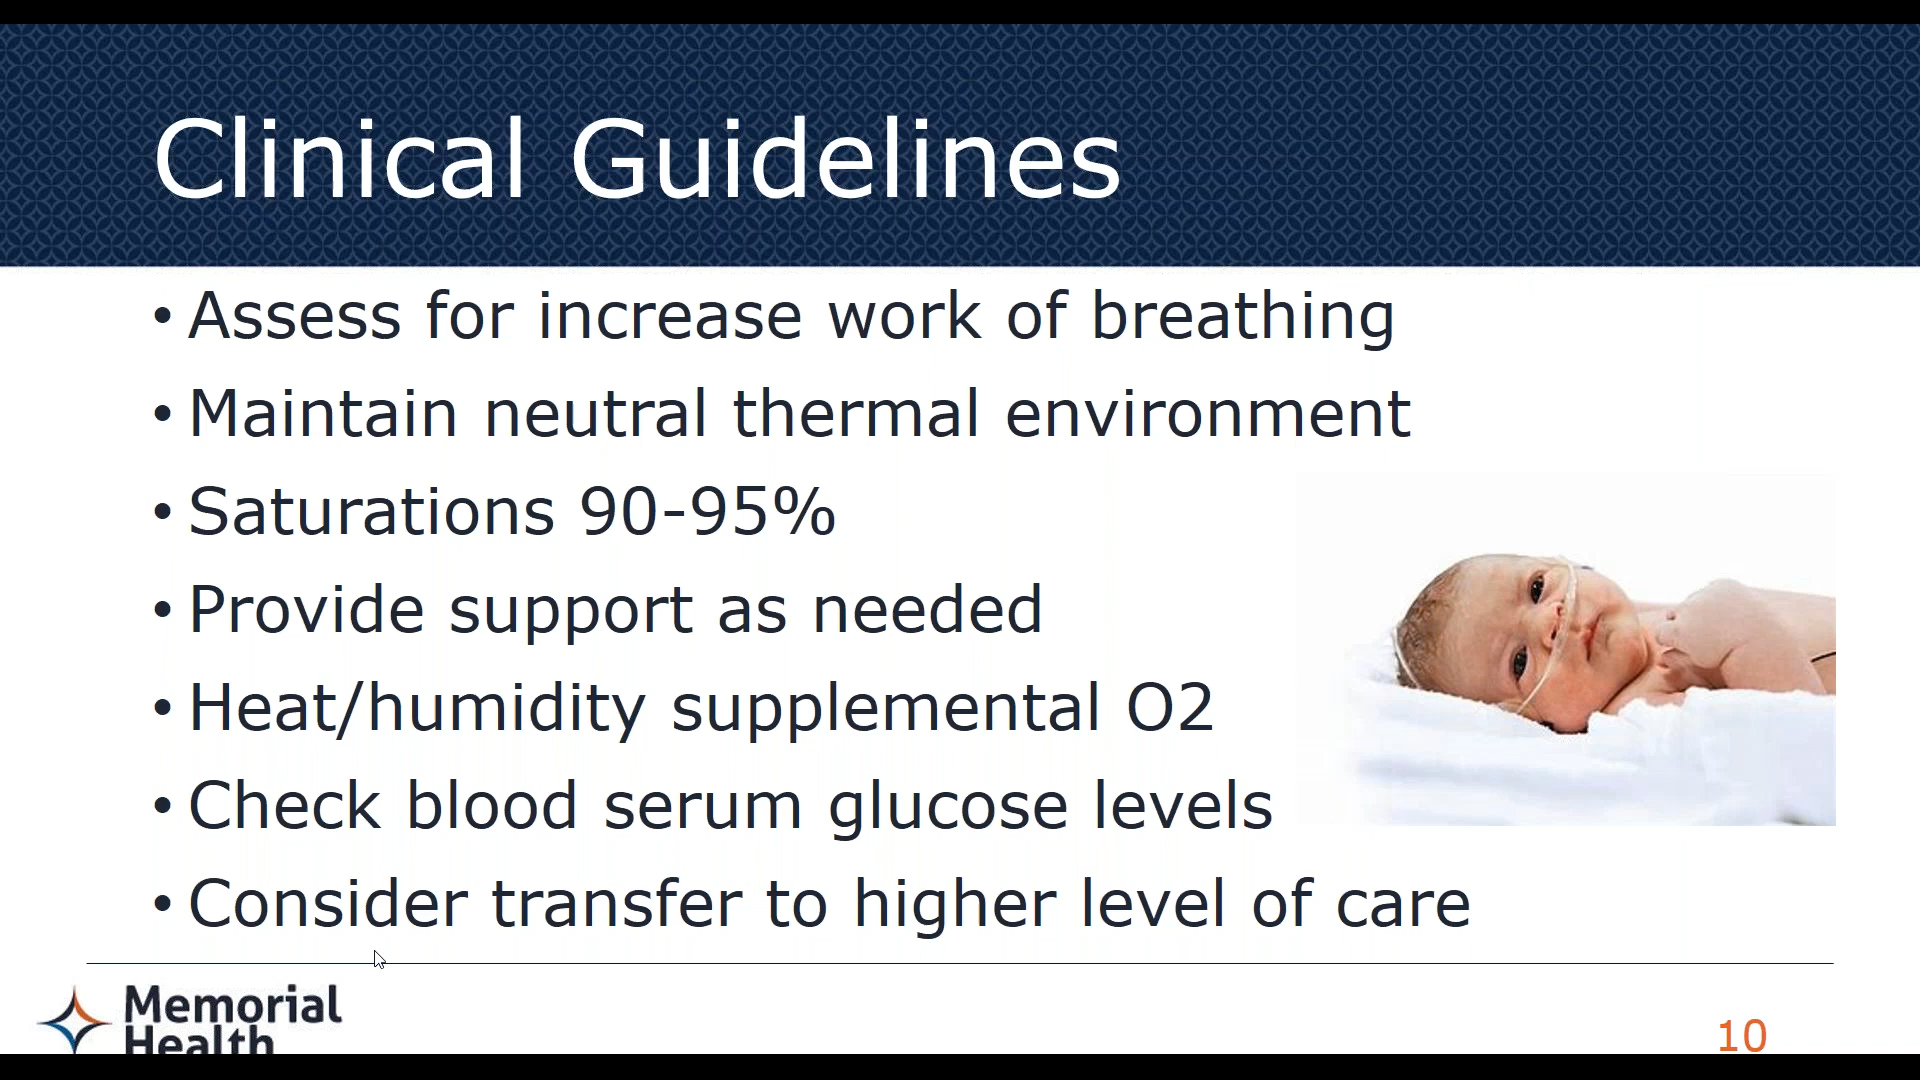 Clinical Guidelines
• Assess for increase work of breathing
• Maintain neutral thermal environment
• Saturations 90-95%
• Provide support as needed
• Heat/humidity supplemental O2
• Check blood serum glucose levels
• Consider transfer to higher level of care
Memorial
Health
10